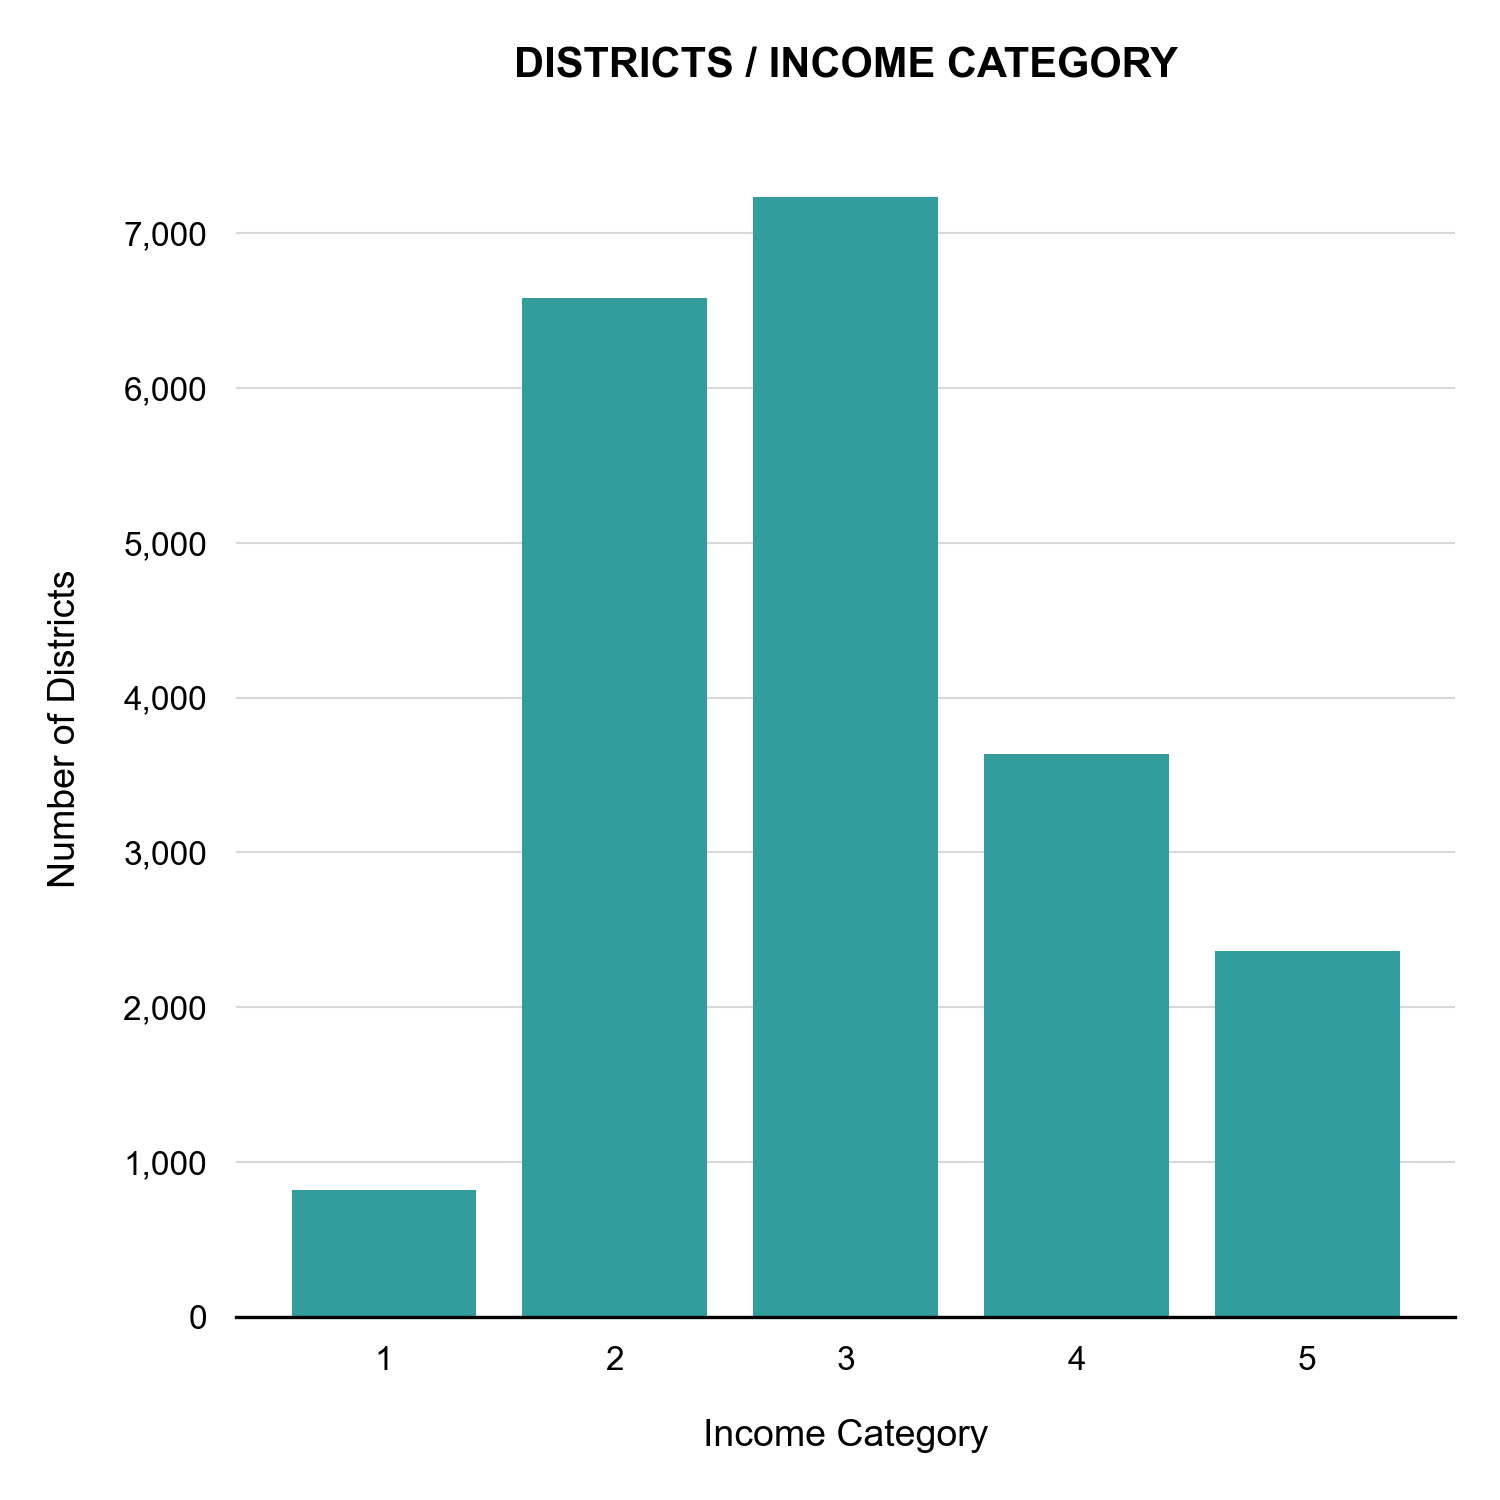 DISTRICTS / INCOME CATEGORY
7,000
6,000
5,000
4,000
3,000
2,000
1,000
0
Number of Districts
1 2 3 4 5
Income Category